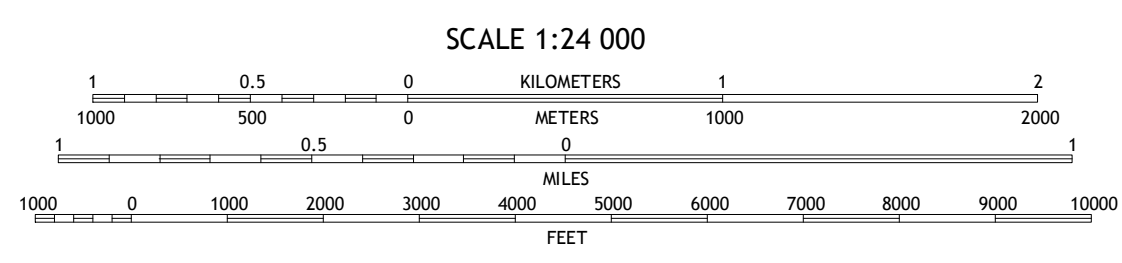 SCALE 1:24 000
1 0.5 0 KILOMETERS 1 2
1000 500 0 METERS 1000 2000
1 0.5 0 1
MILES
1000 0 1000 2000 3000 4000 5000 6000 7000 8000 9000 10000
FEET